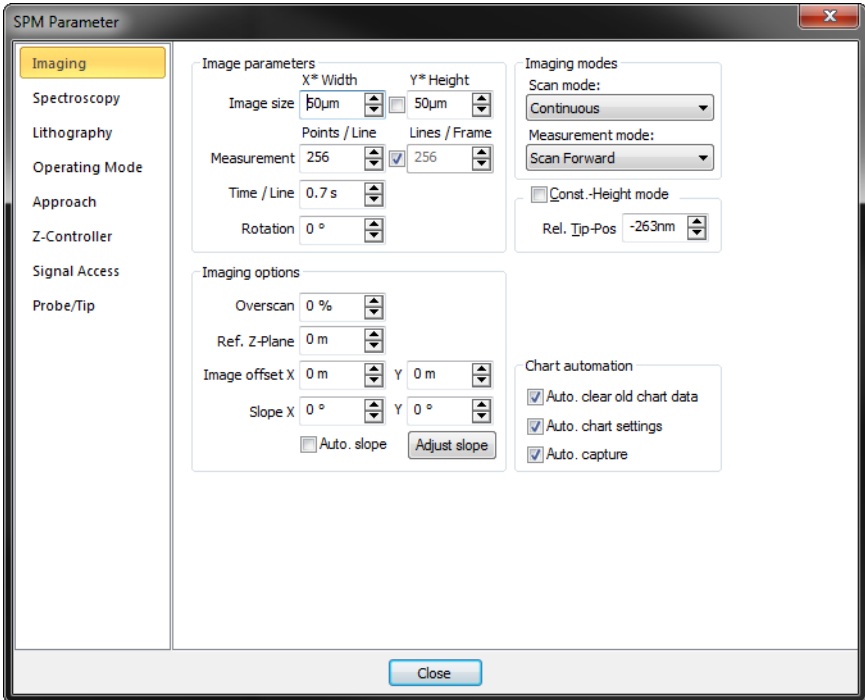 SPM Parameter
Imaging
Spectroscopy
Lithography
Operating Mode
Approach
Z-Controller
Signal Access
Probe/Tip
Image parameters
X* Width Y* Height
Image size 50µm 50µm
Points / Line Lines / Frame
Measurement 256 256
Time / Line 0.7 s
Rotation 0 °
Imaging modes
Scan mode:
Continuous
Measurement mode:
Scan Forward
Const.-Height mode
Rel. Tip-Pos -263nm
Imaging options
Overscan 0 %
Ref. Z-Plane 0 m
Image offset X 0 m Y 0 m
Slope X 0 ° Y 0 °
Auto. slope Adjust slope
Chart automation
Auto. clear old chart data
Auto. chart settings
Auto. capture
Close